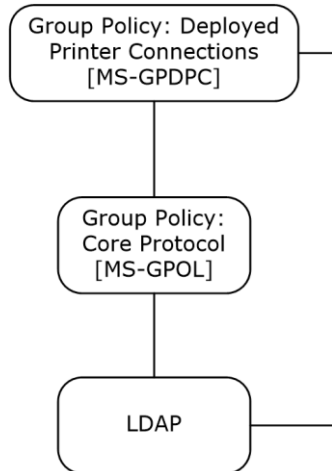 Group Policy: Deployed
Printer Connections
[MS-GPDPC]
Group Policy:
Core Protocol
[MS-GPOL]
LDAP